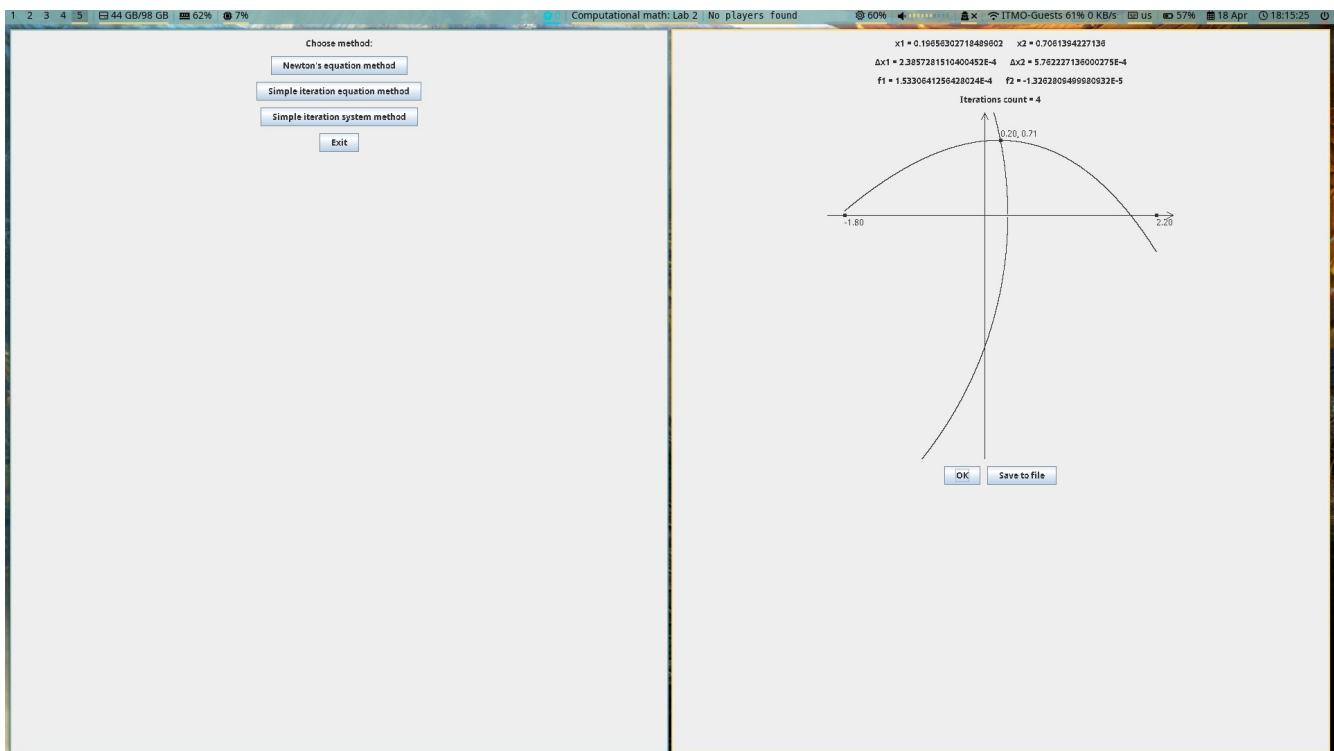 1 2 3 4 5 44 GB/98 GB 62% 7% Computational math: Lab 2 No players found 60% ITMO-Guests 61% 0 KB/s us 57% 18 Apr 18:15:25
Choose method:
Newton's equation method
Simple iteration equation method
Simple iteration system method
Exit
x1 = 0.19656302718489602 x2 = 0.7061394227136
Δx1 = 2.3857281510400452E-4 Δx2 = 5.762227136000275E-4
f1 = 1.5330641256428024E-4 f2 = -1.3262809499980932E-5
Iterations count = 4
0.20, 0.71
-1.80 2.20
OK Save to file